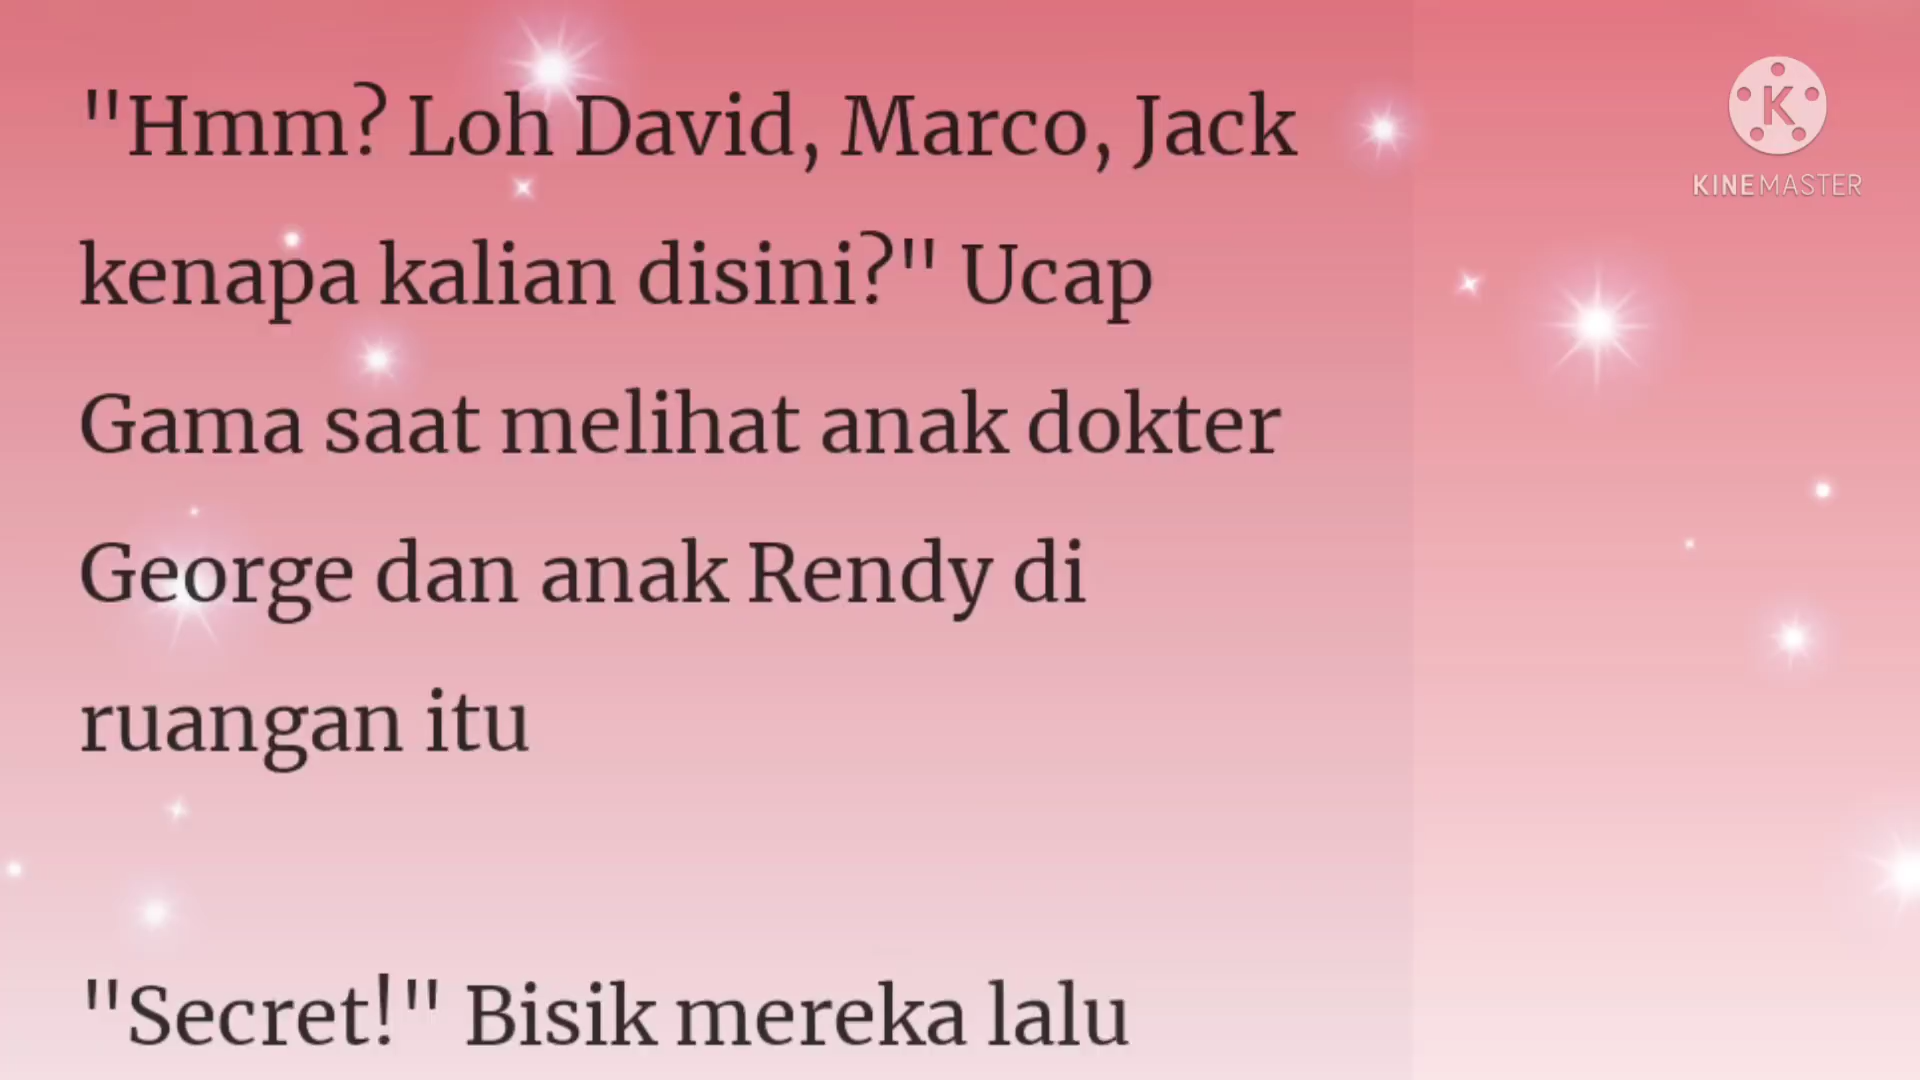 "Hmm? Loh David, Marco, Jack
kenapa kalian disini?" Ucap
Gama saat melihat anak dokter
George dan anak Rendy di
ruangan itu
"Secret!" Bisik mereka lalu
K
KINEMASTER